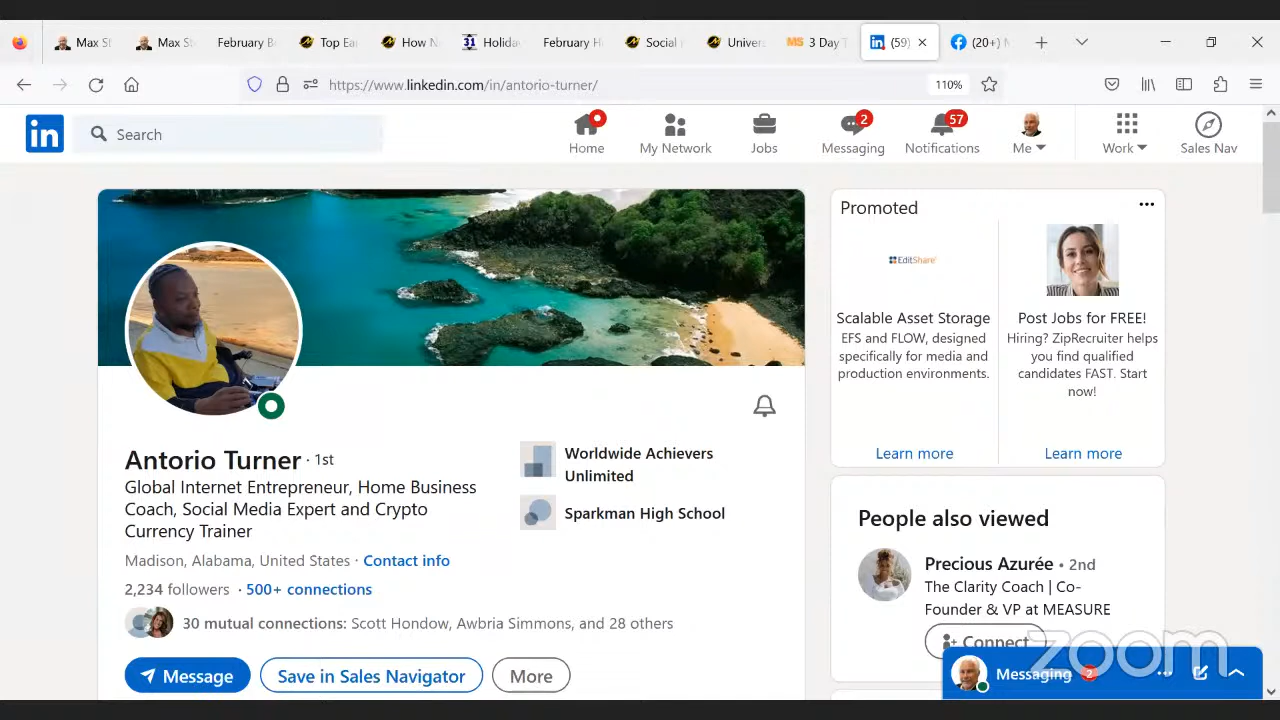 Max S
Max S
February B
Top Ea
How N
31 Holida
February H
Social
Univer
MS 3 Day T
in (59)
(20+) N
https://www.linkedin.com/in/antorio-turner/
110%
in Search
Home
My Network
Jobs
2
Messaging
57
Notifications
Me
Work
Sales Nav
Antorio Turner · 1st
Global Internet Entrepreneur, Home Business
Coach, Social Media Expert and Crypto
Currency Trainer
Madison, Alabama, United States · Contact info
2,234 followers · 500+ connections
30 mutual connections: Scott Hondow, Awbria Simmons, and 28 others
Message
Save in Sales Navigator
More
Worldwide Achievers
Unlimited
Sparkman High School
Promoted
EditShare
Scalable Asset Storage
EFS and FLOW, designed
specifically for media and
production environments.
Learn more
Post Jobs for FREE!
Hiring? ZipRecruiter helps
you find qualified
candidates FAST. Start
now!
Learn more
People also viewed
Precious Azurée • 2nd
The Clarity Coach | Co-
Founder & VP at MEASURE
Connect
Messaging 2
zoom